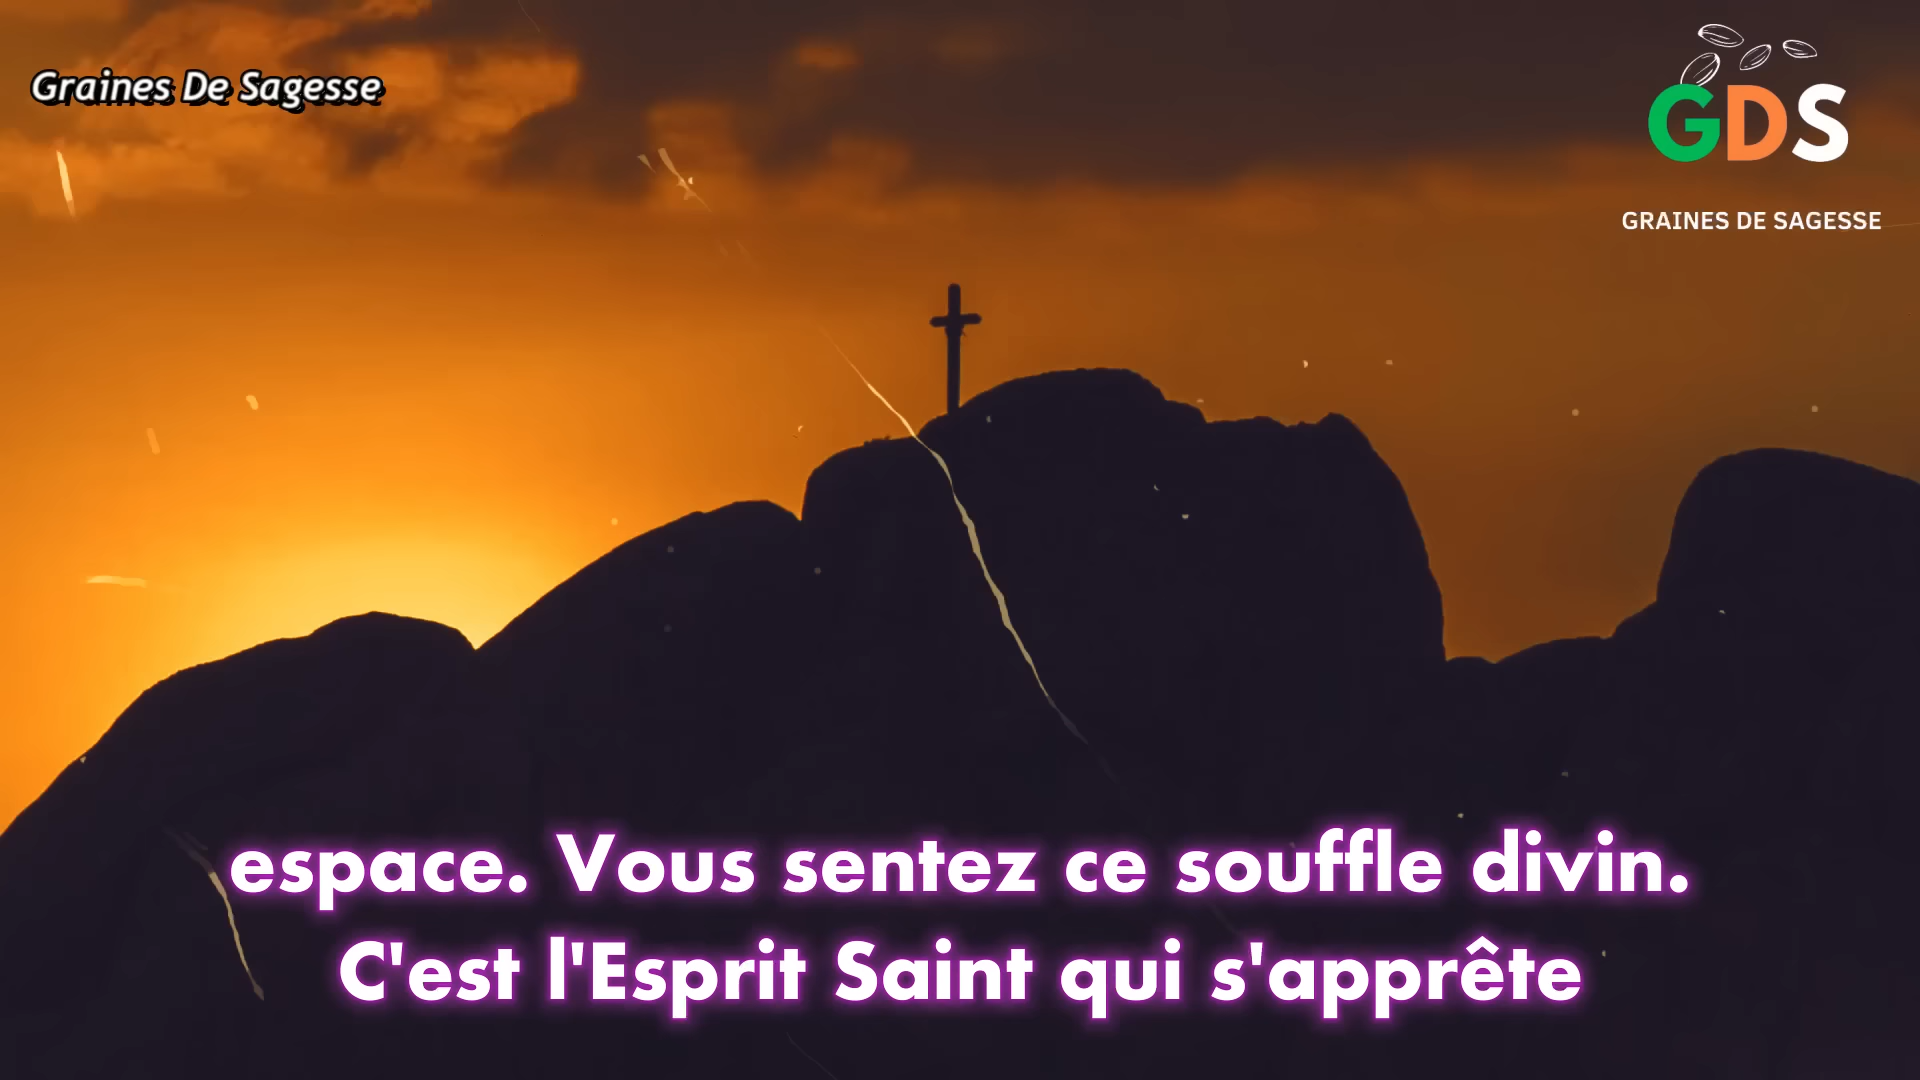 Graines De Sagesse
GDS
GRAINES DE SAGESSE
espace. Vous sentez ce souffle divin.
C'est l'Esprit Saint qui s'apprête